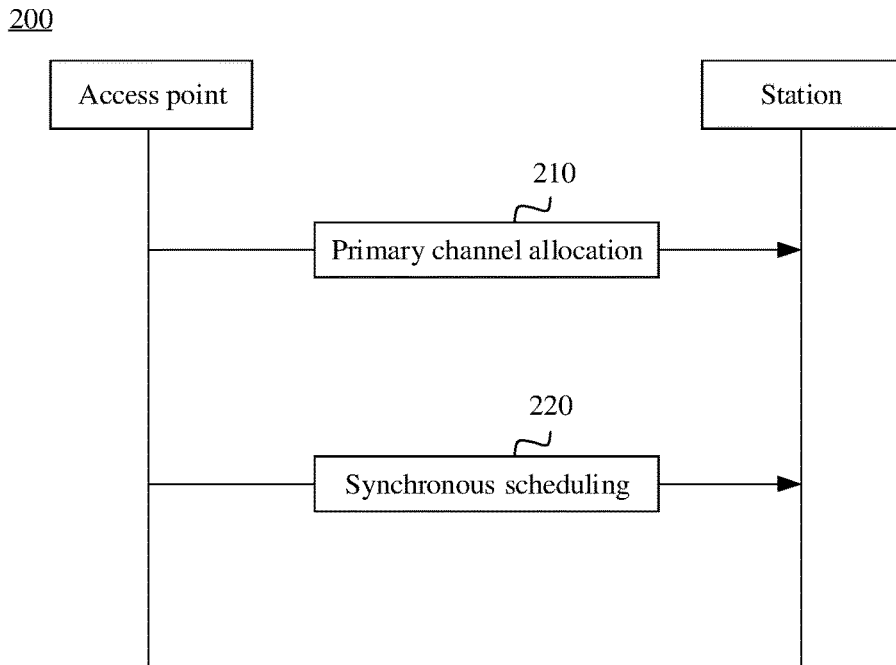 200
Access point
Station
210
Primary channel allocation
220
Synchronous scheduling